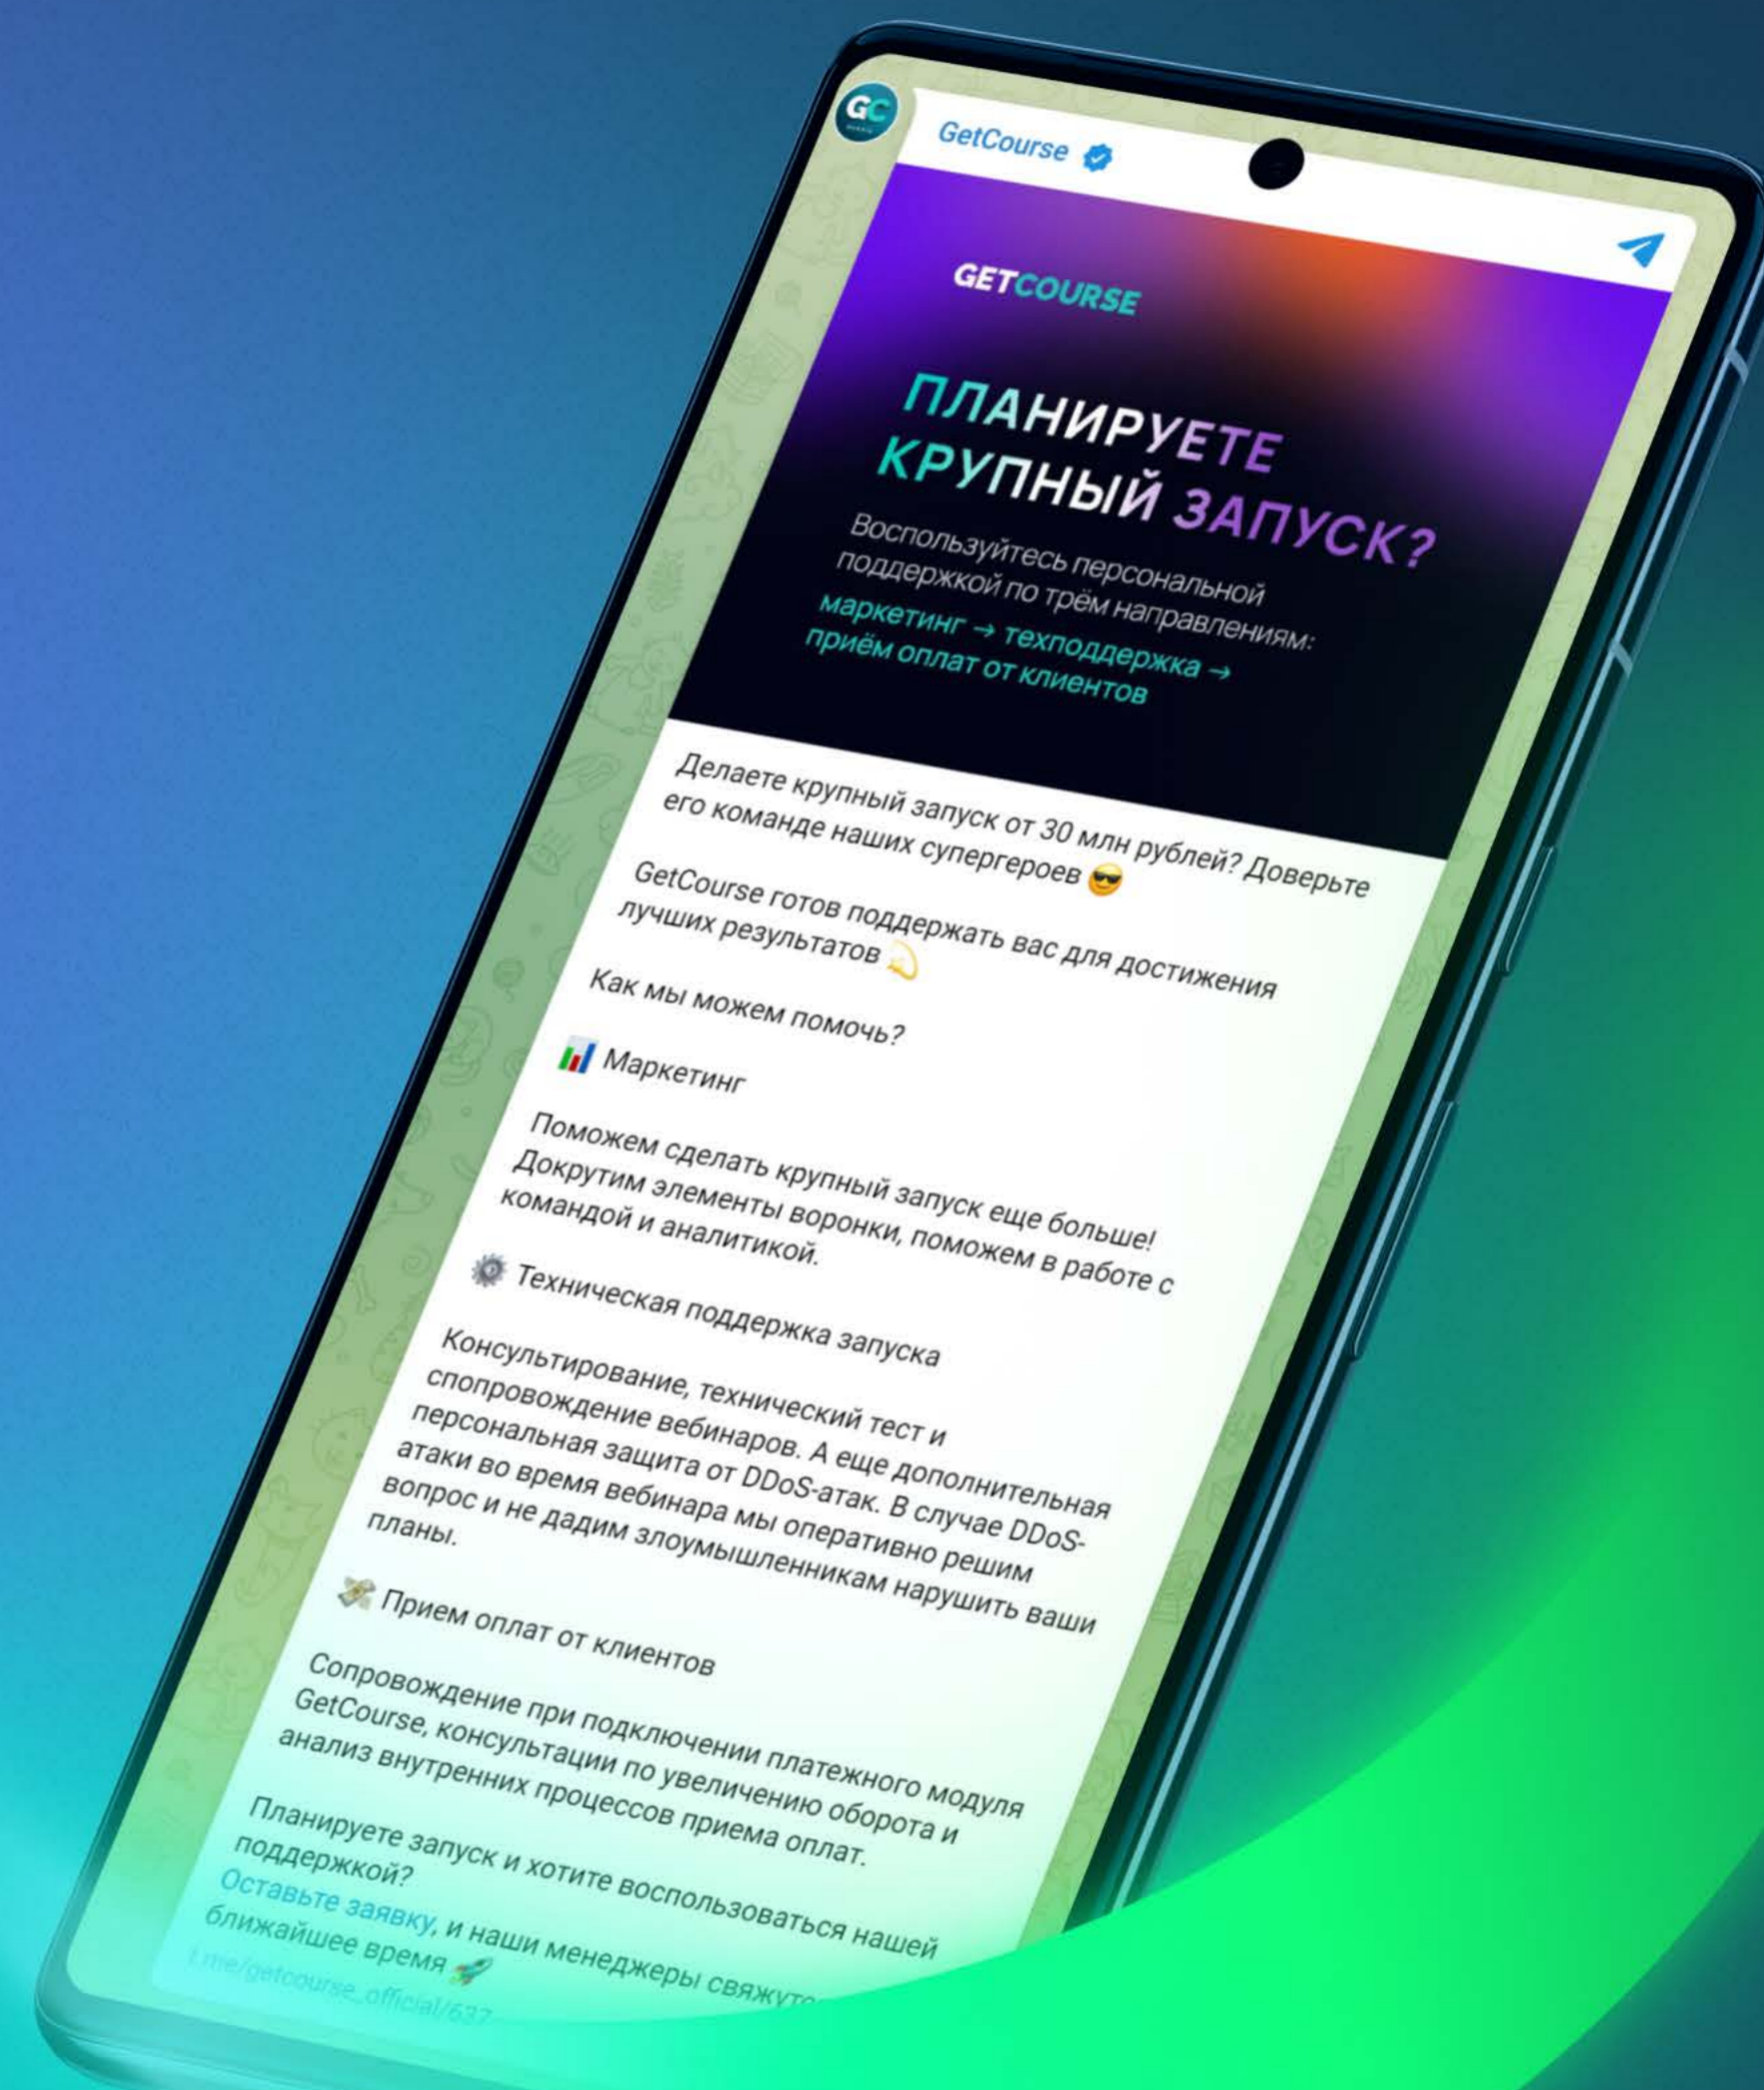 GC
GetCourse
GETCOURSE
ПЛАНИРУЕТЕ
КРУПНЫЙ ЗАПУСК?
Воспользуйтесь персональной
поддержкой по трём направлениям:
маркетинг → техподдержка →
приём оплат от клиентов
Делаете крупный запуск от 30 млн рублей? Доверьте
его команде наших супергероев 😎
GetCourse готов поддержать вас для достижения
лучших результатов 💫
Как мы можем помочь?
📊 Маркетинг
Поможем сделать крупный запуск еще больше!
Докрутим элементы воронки, поможем в работе с
командой и аналитикой.
⚙️ Техническая поддержка запуска
Консультирование, технический тест и
спопровождение вебинаров. А еще дополнительная
персональная защита от DDoS-атак. В случае DDoS-
атаки во время вебинара мы оперативно решим
вопрос и не дадим злоумышленникам нарушить ваши
планы.
💸 Прием оплат от клиентов
Сопровождение при подключении платежного модуля
GetCourse, консультации по увеличению оборота и
анализ внутренних процессов приема оплат.
Планируете запуск и хотите воспользоваться нашей
поддержкой?
Оставьте заявку, и наши менеджеры
ближайшее время 🚀
t.me/getcourse_official/637